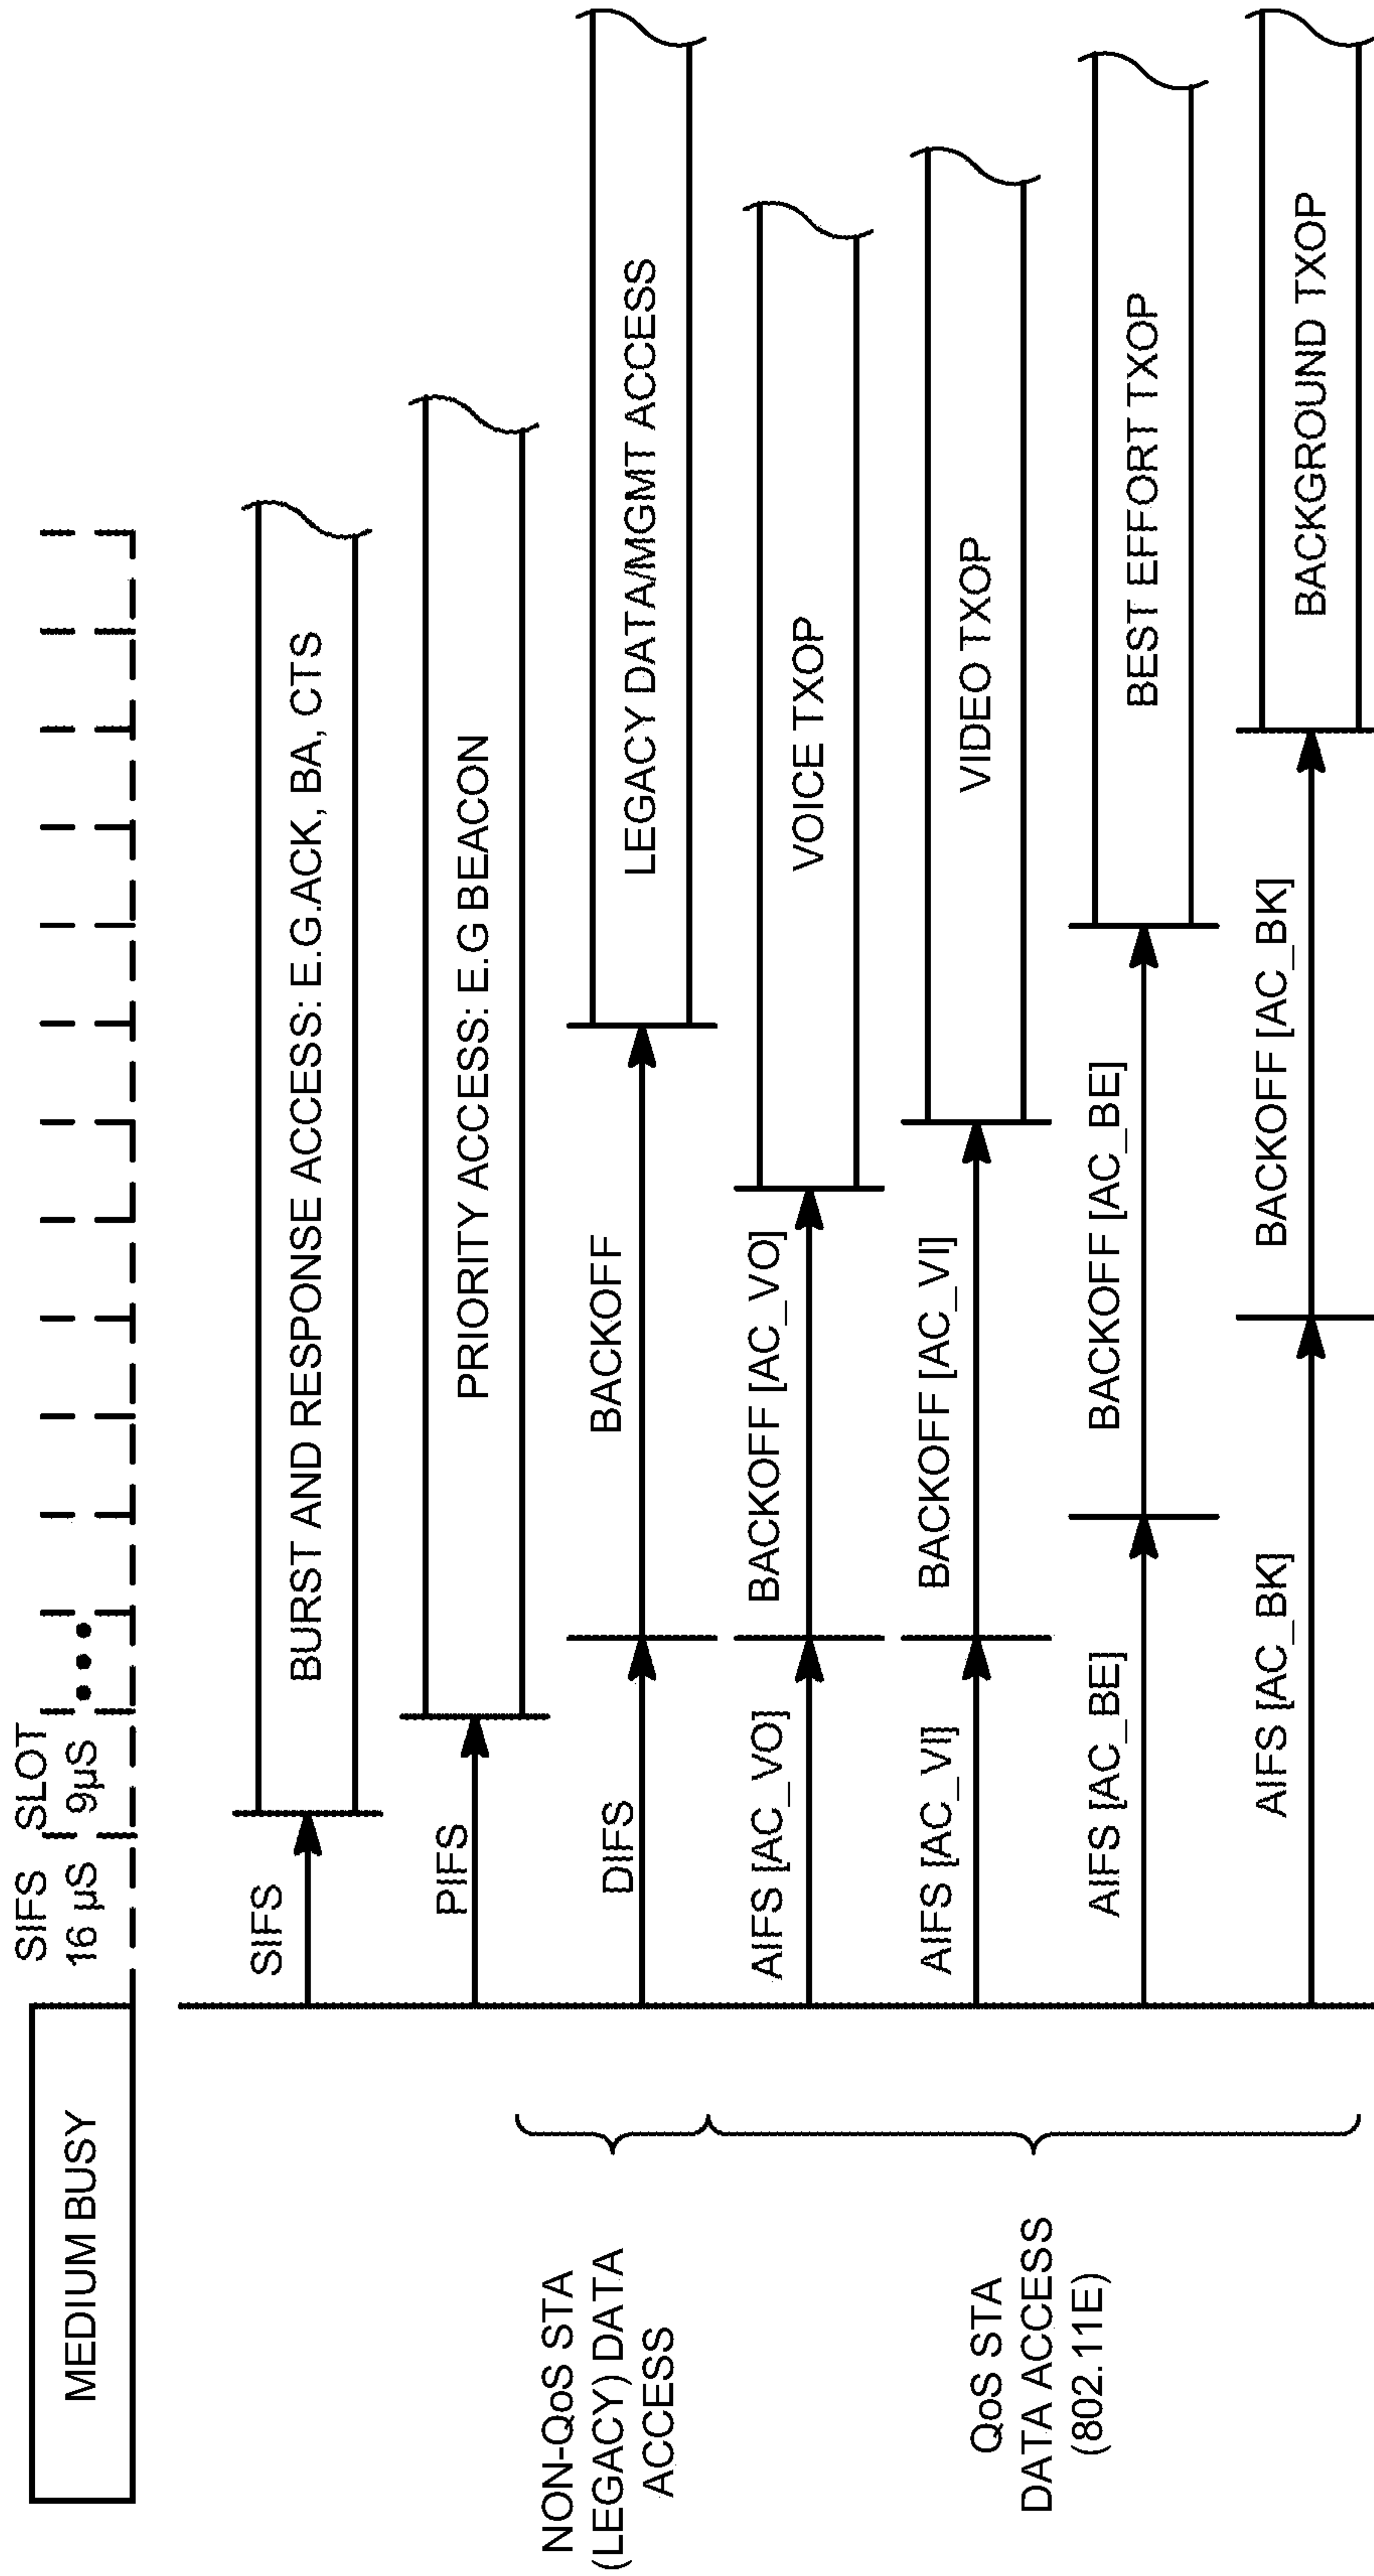 MEDIUM BUSY
SIFS
16 µS
SLOT
9µS
SIFS
BURST AND RESPONSE ACCESS: E.G.ACK, BA, CTS
PIFS
PRIORITY ACCESS: E.G BEACON
NON-QoS STA
(LEGACY) DATA
ACCESS
DIFS
BACKOFF
LEGACY DATA/MGMT ACCESS
QoS STA
DATA ACCESS
(802.11E)
AIFS [AC_VO]
BACKOFF [AC_VO]
VOICE TXOP
AIFS [AC_VI]
BACKOFF [AC_VI]
VIDEO TXOP
AIFS [AC_BE]
BACKOFF [AC_BE]
BEST EFFORT TXOP
AIFS [AC_BK]
BACKOFF [AC_BK]
BACKGROUND TXOP